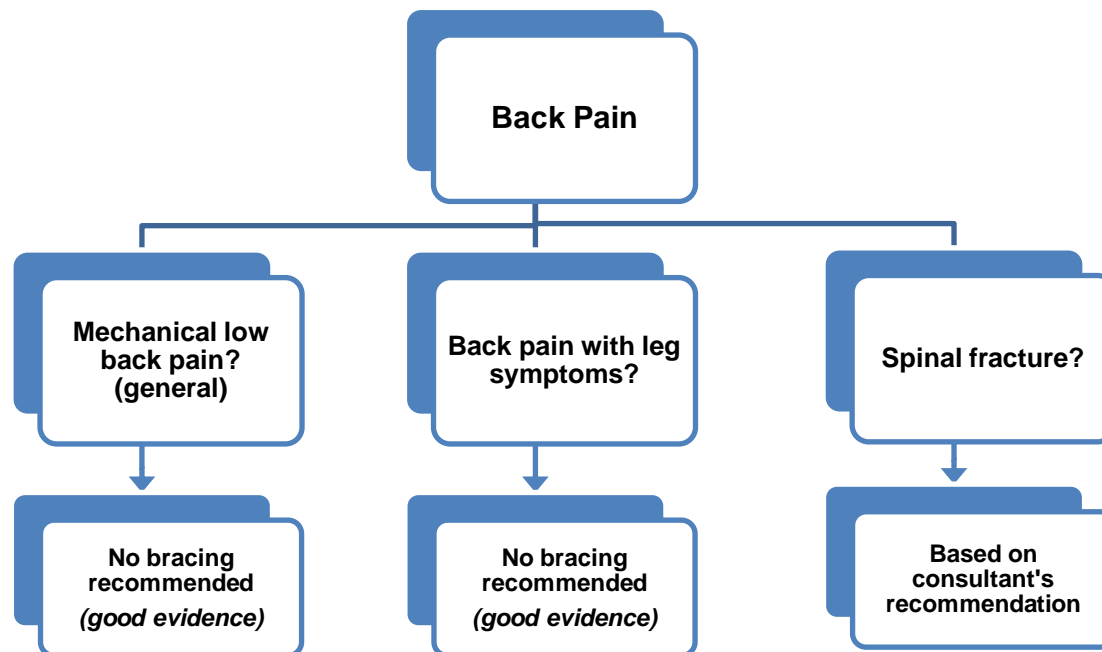 Back Pain
Mechanical low
back pain?
(general)
Back pain with leg
symptoms?
Spinal fracture?
No bracing
recommended
(good evidence)
No bracing
recommended
(good evidence)
Based on
consultant's
recommendation